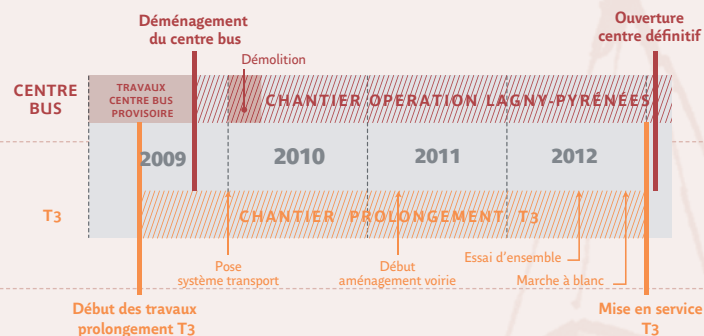 Déménagement
du centre bus
Ouverture
centre définitif
Démolition
CENTRE
BUS
TRAVAUX
CENTRE BUS
PROVISOIRE
CHANTIER OPERATION LAGNY-PYRÉNÉES
2009
2010
2011
2012
T3
CHANTIER PROLONGEMENT T3
Pose
système transport
Début
aménagement voirie
Essai d'ensemble
Marche à blanc
Début des travaux
prolongement T3
Mise en service
T3